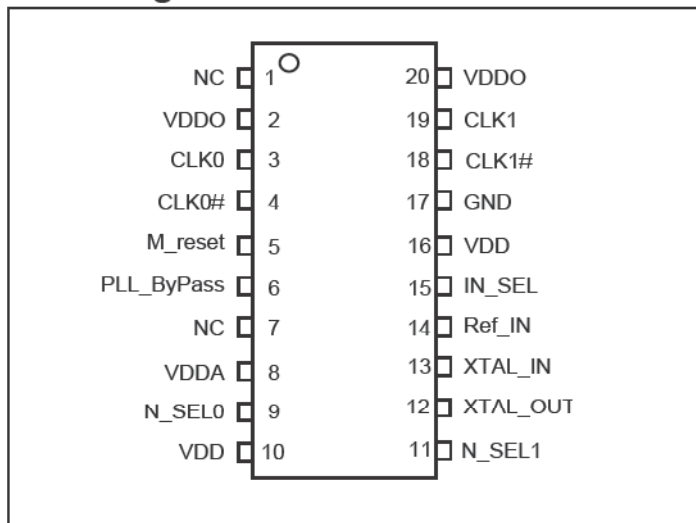 NC 1 20 VDDO
VDDO 2 19 CLK1
CLK0 3 18 CLK1#
CLK0# 4 17 GND
M_reset 5 16 VDD
PLL_ByPass 6 15 IN_SEL
NC 7 14 Ref_IN
VDDA 8 13 XTAL_IN
N_SEL0 9 12 XTAL_OUT
VDD 10 11 N_SEL1